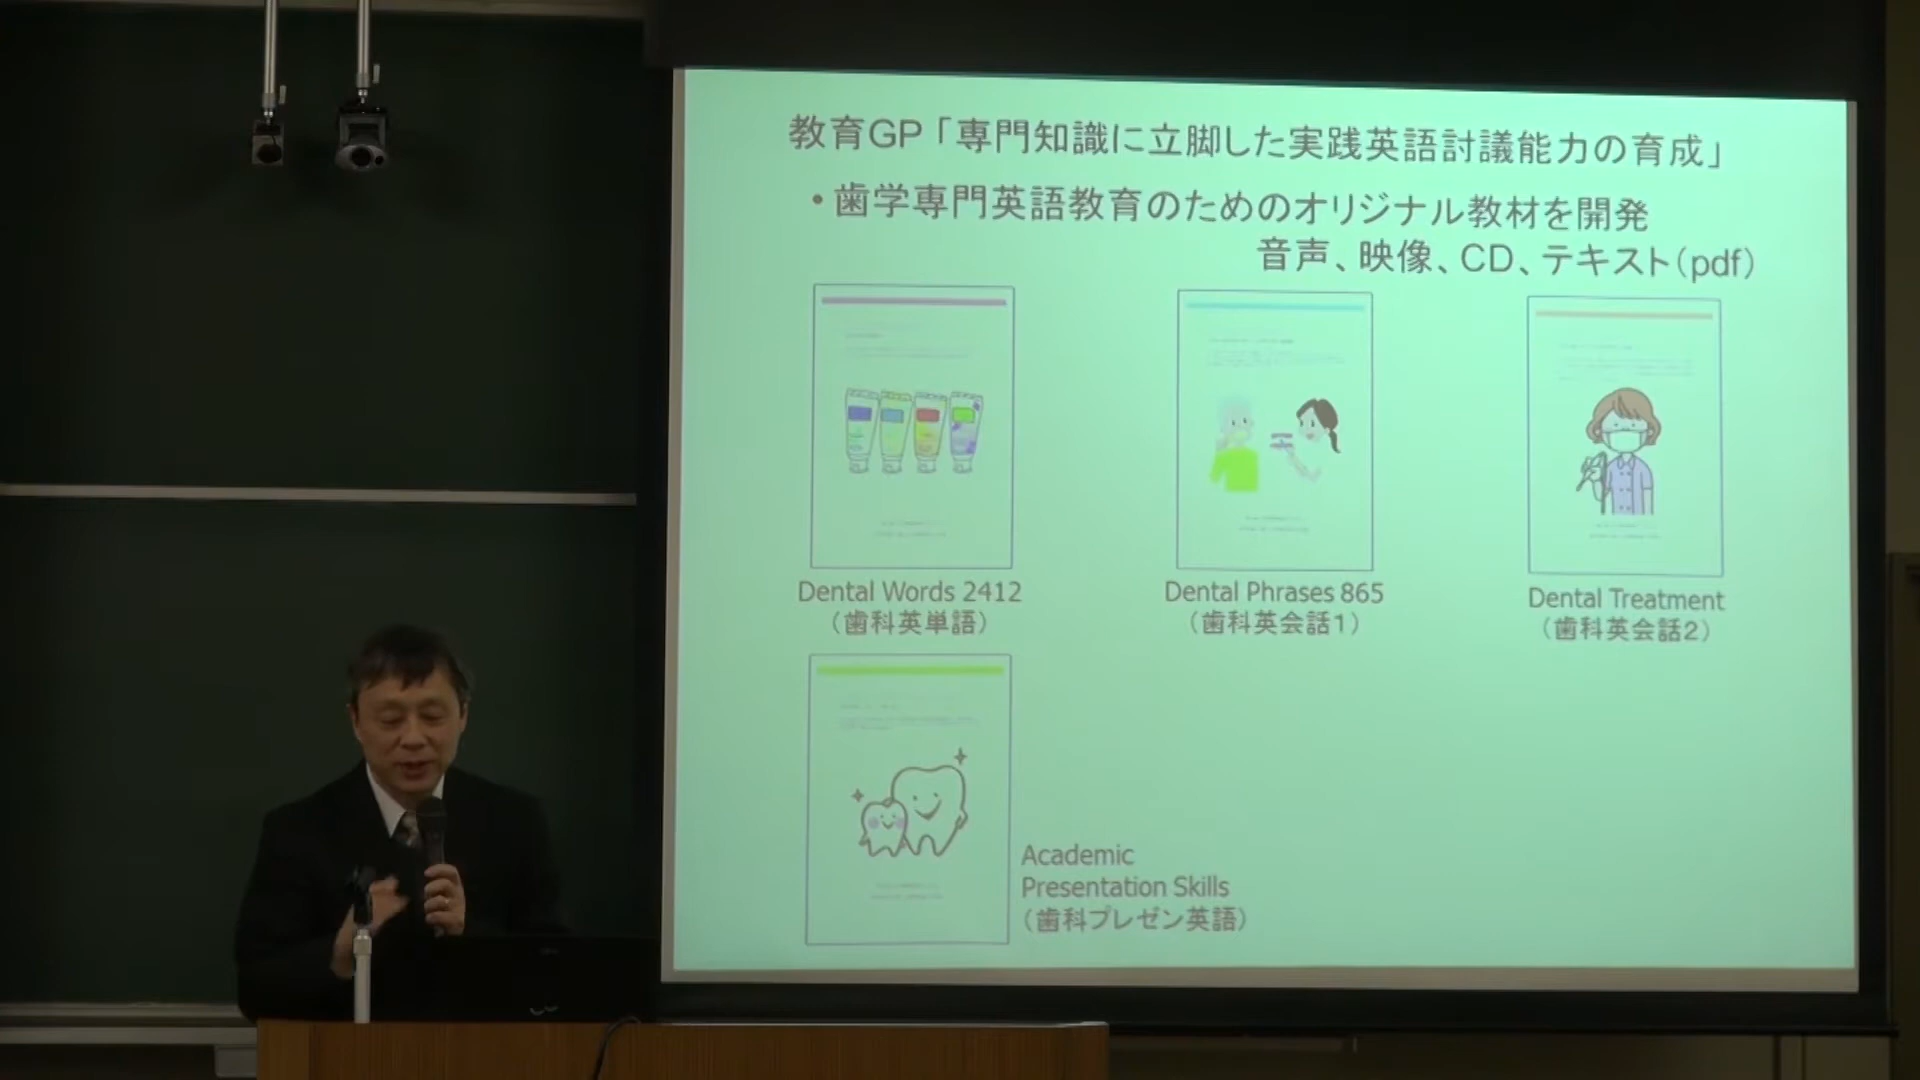 教育GP「専門知識に立脚した実践英語討議能力の育成」
・歯学専門英語教育のためのオリジナル教材を開発
音声、映像、CD、テキスト(pdf)
Dental Words 2412
(歯科英単語)
Dental Phrases 865
(歯科英会話1)
Dental Treatment
(歯科英会話2)
Academic
Presentation Skills
(歯科プレゼン英語)